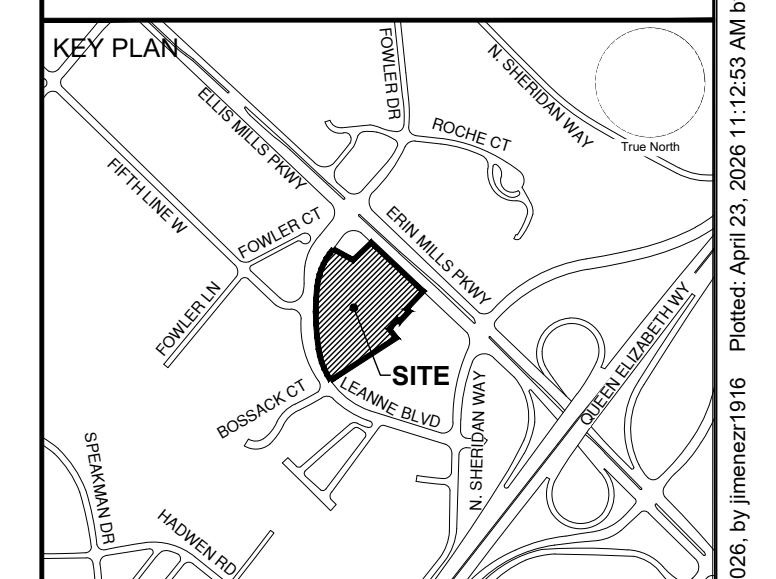 KEY PLAN
FOWLER DR
N. SHERIDAN WAY
True North
ELLIS MILLS PKWY
ROCHE CT
FIFTH LINE W
FOWLER CT
ERIN MILLS PKWY
FOWLER LN
QUEEN ELIZABETH WY
SITE
BOSSACK CT
LEANNE BLVD
N. SHERIDAN WAY
SPEAKMAN DR
HADWEN RD
026, by jimenezr1916 Plotted: April 23, 2026 11:12:53 AM b